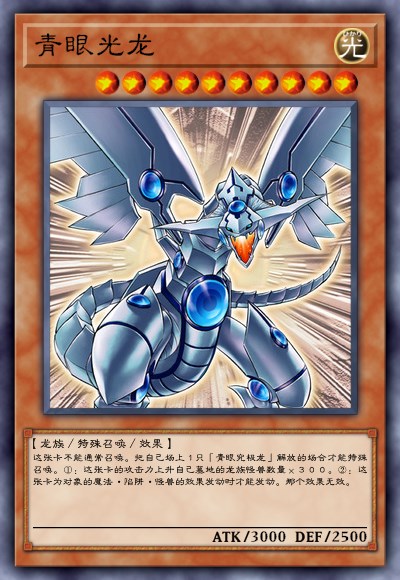 青眼光龙
ひかり
光
【龙族／特殊召唤／效果】
这张卡不能通常召唤。把自己场上１只「青眼究极龙」解放的场合才能特殊
召唤。①：这张卡的攻击力上升自己墓地的龙族怪兽数量×３００。②：这
张卡为对象的魔法·陷阱·怪兽的效果发动时才能发动。那个效果无效。
ATK/3000 DEF/2500